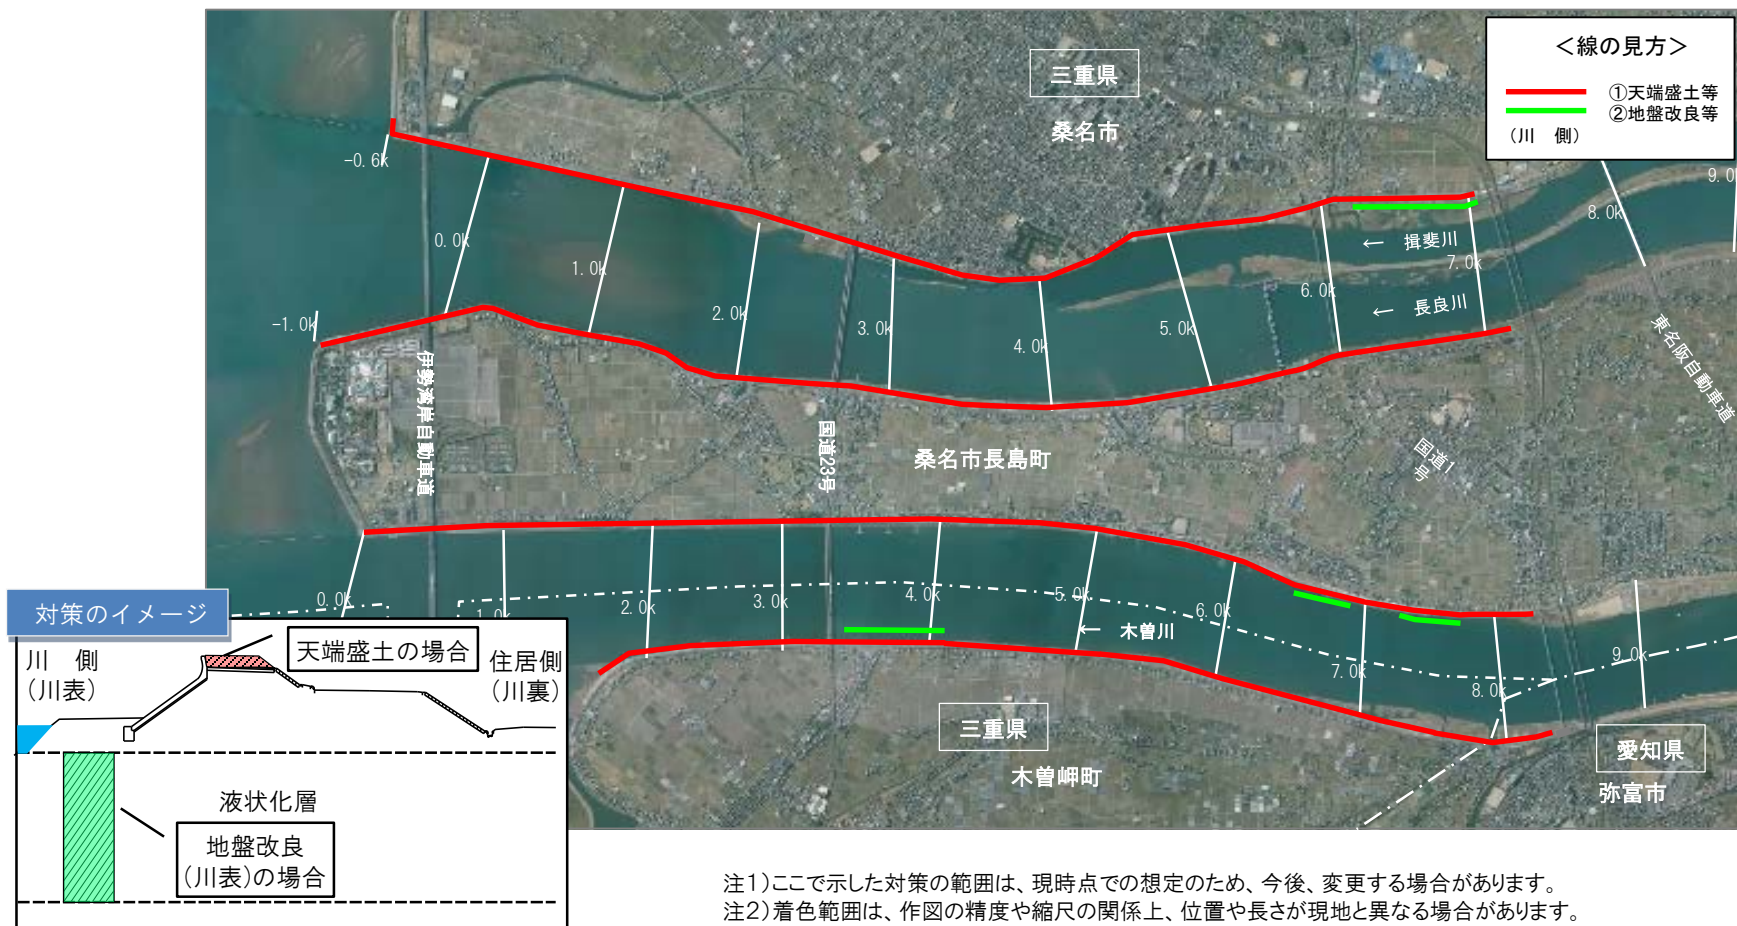 ＜線の見方＞
①天端盛土等
②地盤改良等
（川　側）
三重県
桑名市
-0.6k
0.0k
1.0k
2.0k
3.0k
4.0k
5.0k
6.0k
7.0k
8.0k
9.0
-1.0k
← 揖斐川
← 長良川
伊勢湾岸自動車道
国道23号
桑名市長島町
国道1号
東名阪自動車道
0.0k
1.0k
2.0k
3.0k
4.0k
5.0k
6.0k
7.0k
8.0k
9.0k
← 木曽川
三重県
木曽岬町
愛知県
弥富市
対策のイメージ
川　側
（川表）
天端盛土の場合
住居側
（川裏）
液状化層
地盤改良
（川表）の場合
注１）ここで示した対策の範囲は、現時点での想定のため、今後、変更する場合があります。
注２）着色範囲は、作図の精度や縮尺の関係上、位置や長さが現地と異なる場合があります。